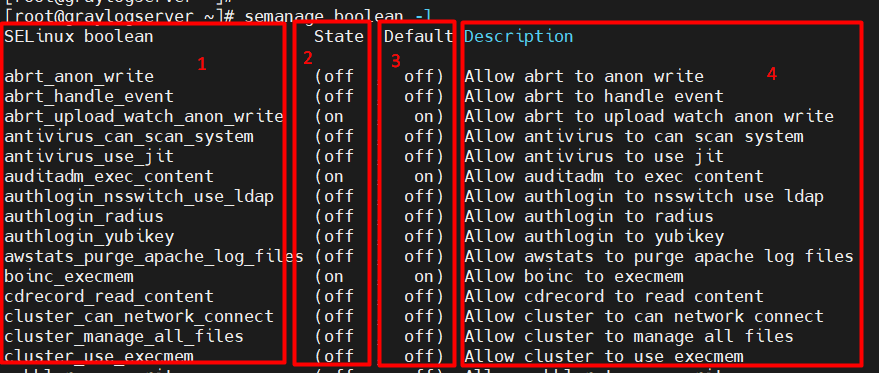 [root@graylogserver ~]#
[root@graylogserver ~]# semanage boolean -l
SELinux boolean State Default Description
1 2 3 4
abrt_anon_write (off off) Allow abrt to anon write
abrt_handle_event (off off) Allow abrt to handle event
abrt_upload_watch_anon_write (on on) Allow abrt to upload watch anon write
antivirus_can_scan_system (off off) Allow antivirus to can scan system
antivirus_use_jit (off off) Allow antivirus to use jit
auditadm_exec_content (on on) Allow auditadm to exec content
authlogin_nsswitch_use_ldap (off off) Allow authlogin to nsswitch use ldap
authlogin_radius (off off) Allow authlogin to radius
authlogin_yubikey (off off) Allow authlogin to yubikey
awstats_purge_apache_log_files (off off) Allow awstats to purge apache log files
boinc_execmem (on on) Allow boinc to execmem
cdrecord_read_content (off off) Allow cdrecord to read content
cluster_can_network_connect (off off) Allow cluster to can network connect
cluster_manage_all_files (off off) Allow cluster to manage all files
cluster_use_execmem (off off) Allow cluster to use execmem